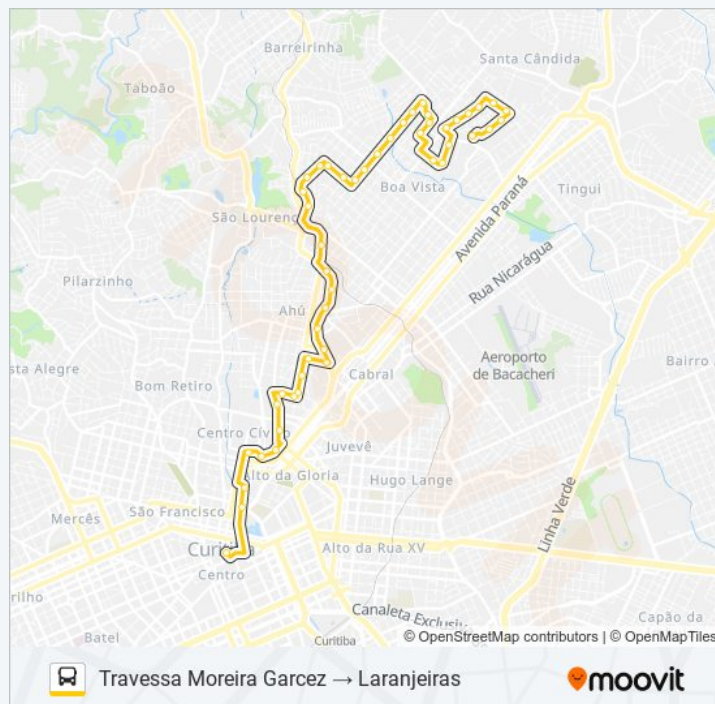 Barreirinha
Santa Cândida
Taboão
Boa Vista
Tingui
Avenida Paraná
São Lourenço
Rua Nicarágua
Pilarzinho
Ahú
Aeroporto
de Bacacheri
sta Alegre
Cabral
Bairro
Bom Retiro
Centro Cívico
Juvevê
Alto da Gloria
Hugo Lange
Linha Verde
São Francisco
Mercês
Curitiba
Alto da Rua XV
Centro
rilho
Canaleta Exclusiv
Capão da
Batel
Curitiba
© OpenStreetMap contributors | © OpenMapTiles
Travessa Moreira Garcez → Laranjeiras
moovit